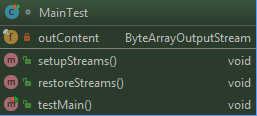 MainTest
outContent ByteArrayOutputStream
setupStreams() void
restoreStreams() void
testMain() void